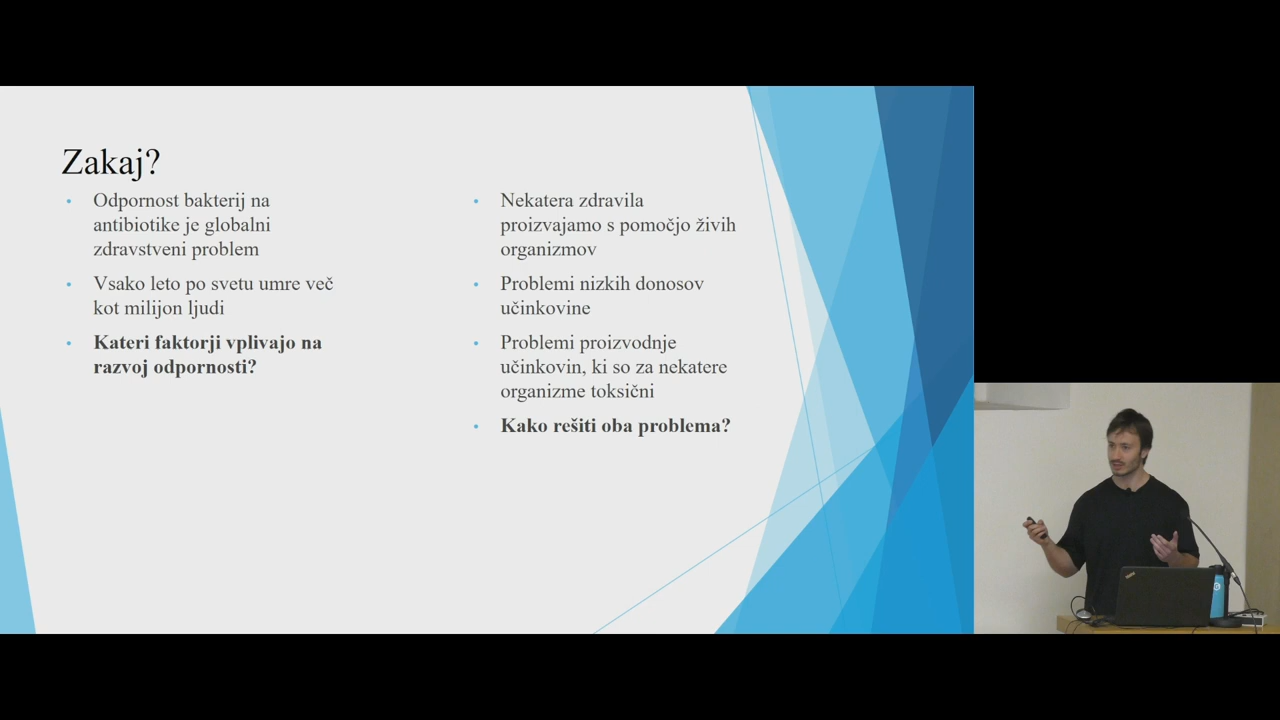 Zakaj?
Odpornost bakterij na
antibiotike je globalni
zdravstveni problem
Vsako leto po svetu umre več
kot milijon ljudi
Kateri faktorji vplivajo na
razvoj odpornosti?
Nekatera zdravila
proizvajamo s pomočjo živih
organizmov
Problemi nizkih donosov
učinkovine
Problemi proizvodnje
učinkovin, ki so za nekatere
organizme toksični
Kako rešiti oba problema?